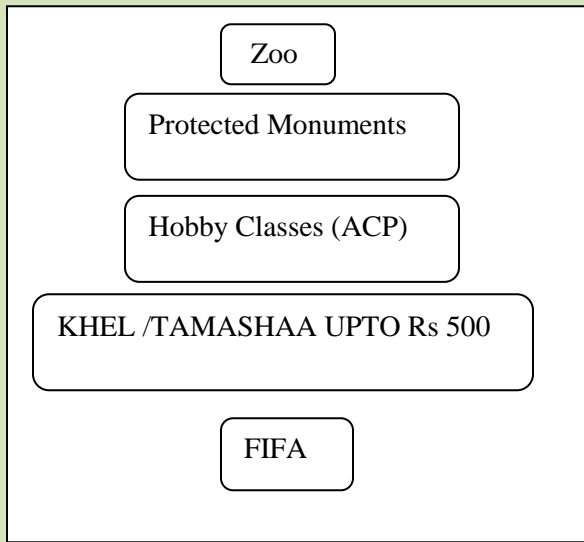 Zoo
Protected Monuments
Hobby Classes (ACP)
KHEL /TAMASHAA UPTO Rs 500
FIFA